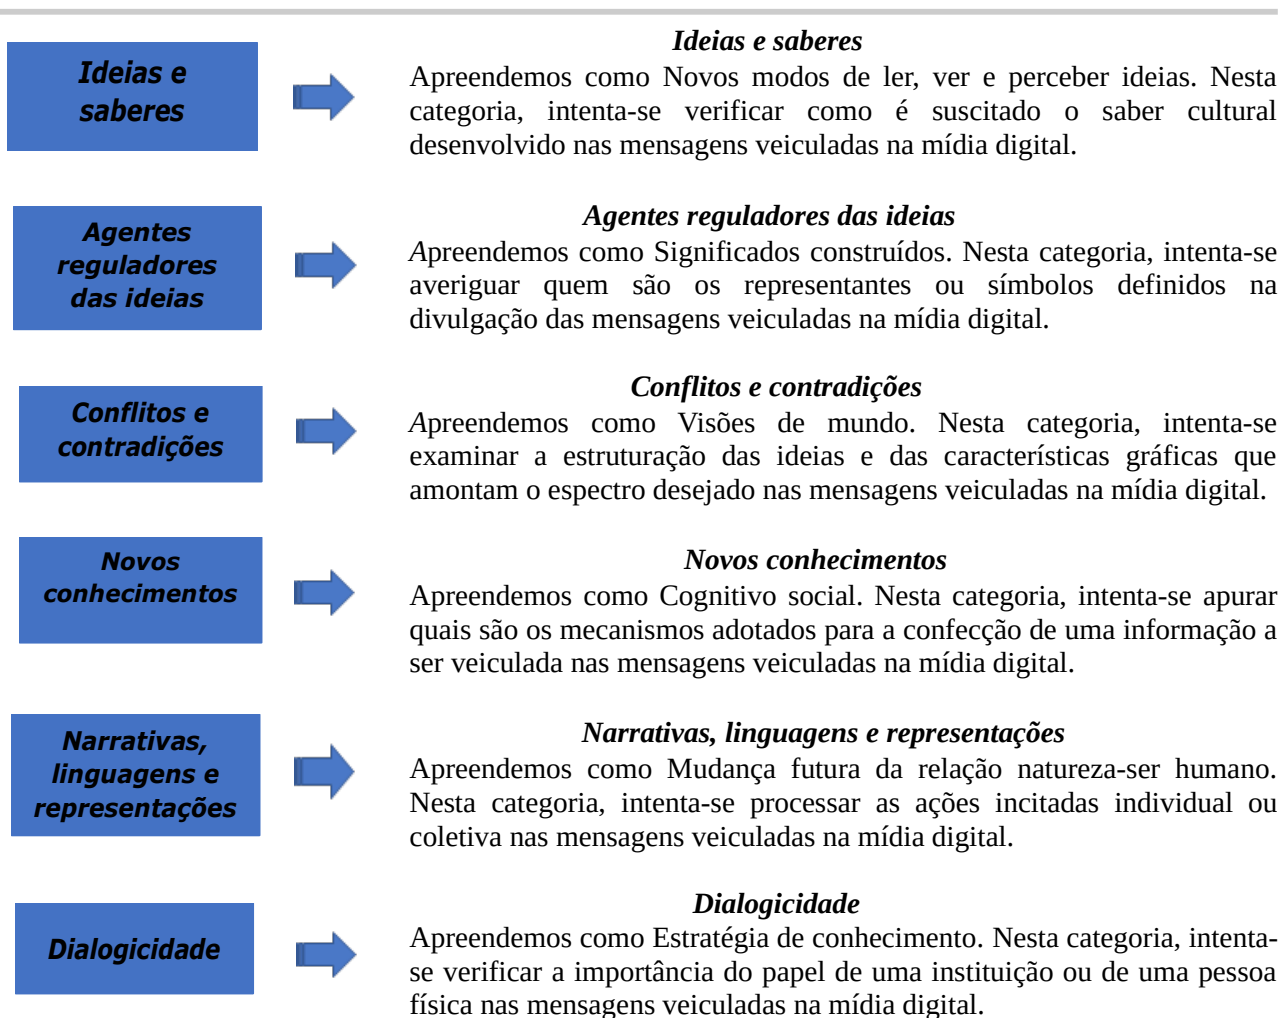 Ideias e
saberes
Ideias e saberes
Apreendemos como Novos modos de ler, ver e perceber ideias. Nesta
categoria, intenta-se verificar como é suscitado o saber cultural
desenvolvido nas mensagens veiculadas na mídia digital.
Agentes
reguladores
das ideias
Agentes reguladores das ideias
Apreendemos como Significados construídos. Nesta categoria, intenta-se
averiguar quem são os representantes ou símbolos definidos na
divulgação das mensagens veiculadas na mídia digital.
Conflitos e
contradições
Conflitos e contradições
Apreendemos como Visões de mundo. Nesta categoria, intenta-se
examinar a estruturação das ideias e das características gráficas que
amontam o espectro desejado nas mensagens veiculadas na mídia digital.
Novos
conhecimentos
Novos conhecimentos
Apreendemos como Cognitivo social. Nesta categoria, intenta-se apurar
quais são os mecanismos adotados para a confecção de uma informação a
ser veiculada nas mensagens veiculadas na mídia digital.
Narrativas,
linguagens e
representações
Narrativas, linguagens e representações
Apreendemos como Mudança futura da relação natureza-ser humano.
Nesta categoria, intenta-se processar as ações incitadas individual ou
coletiva nas mensagens veiculadas na mídia digital.
Dialogicidade
Dialogicidade
Apreendemos como Estratégia de conhecimento. Nesta categoria, intenta-
se verificar a importância do papel de uma instituição ou de uma pessoa
física nas mensagens veiculadas na mídia digital.